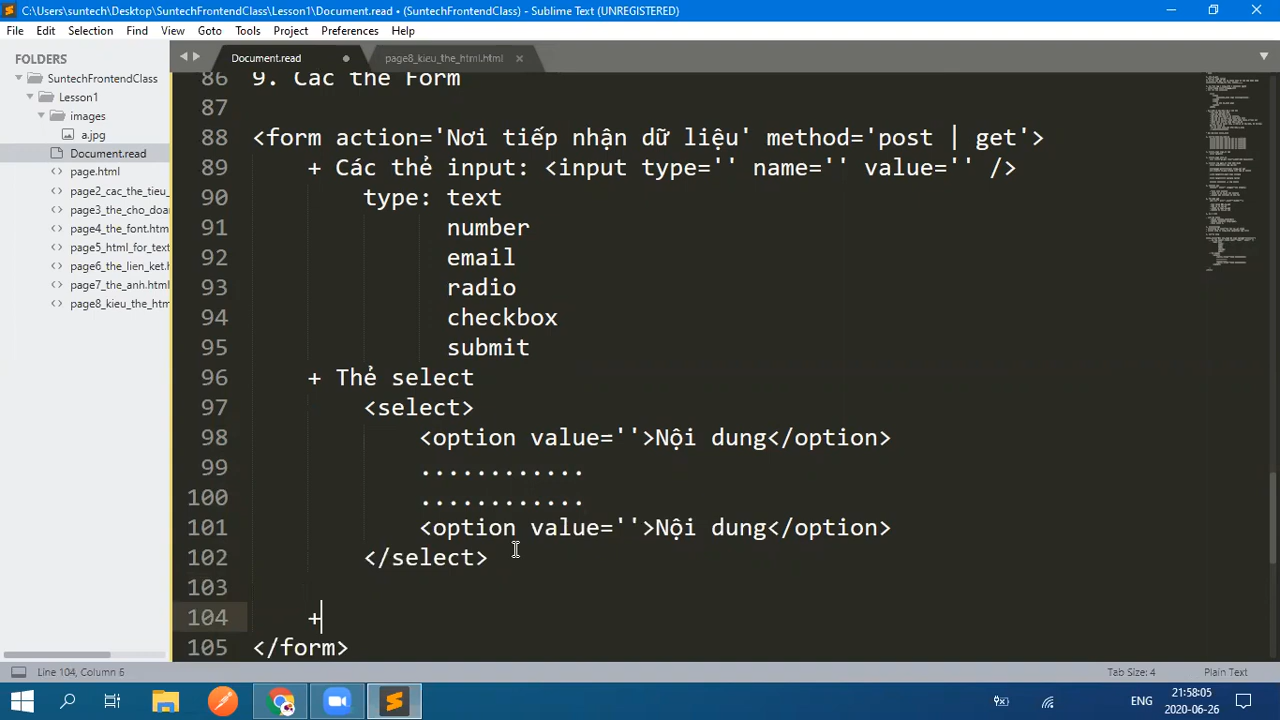 C:\Users\suntech\Desktop\SuntechFrontendClass\Lesson1\Document.read • (SuntechFrontendClass) - Sublime Text (UNREGISTERED)
File Edit Selection Find View Goto Tools Project Preferences Help
FOLDERS
SuntechFrontendClass
Lesson1
images
a.jpg
Document.read
page.html
page2_cac_the_tieu_
page3_the_cho_doa
page4_the_font.htm
page5_html_for_text
page6_the_lien_ket.h
page7_the_anh.html
page8_kieu_the_htm
Document.read
page8_kieu_the_html.html
86 9. Các thẻ Form
87
88 <form action='Nơi tiếp nhận dữ liệu' method='post | get'>
89 + Các thẻ input: <input type='' name='' value='' />
90 type: text
91 number
92 email
93 radio
94 checkbox
95 submit
96 + Thẻ select
97 <select>
98 <option value=''>Nội dung</option>
99 ............
100 ............
101 <option value=''>Nội dung</option>
102 </select>
103
104 +
105 </form>
Line 104, Column 6
Tab Size: 4
Plain Text
ENG
21:58:05
2020-06-26